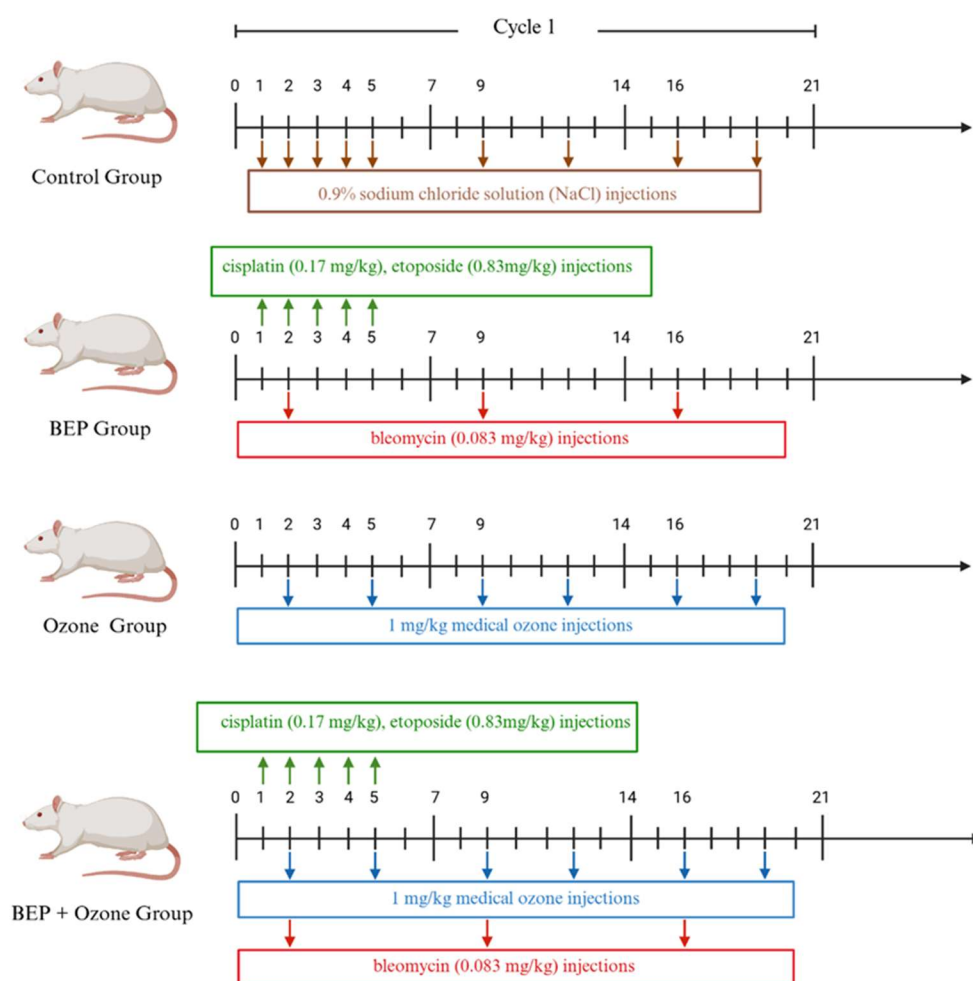 Cycle 1
0 1 2 3 4 5 7 9 14 16 21
Control Group
0.9% sodium chloride solution (NaCl) injections
cisplatin (0.17 mg/kg), etoposide (0.83mg/kg) injections
0 1 2 3 4 5 7 9 14 16 21
BEP Group
bleomycin (0.083 mg/kg) injections
0 1 2 3 4 5 7 9 14 16 21
Ozone Group
1 mg/kg medical ozone injections
cisplatin (0.17 mg/kg), etoposide (0.83mg/kg) injections
0 1 2 3 4 5 7 9 14 16 21
1 mg/kg medical ozone injections
BEP + Ozone Group
bleomycin (0.083 mg/kg) injections